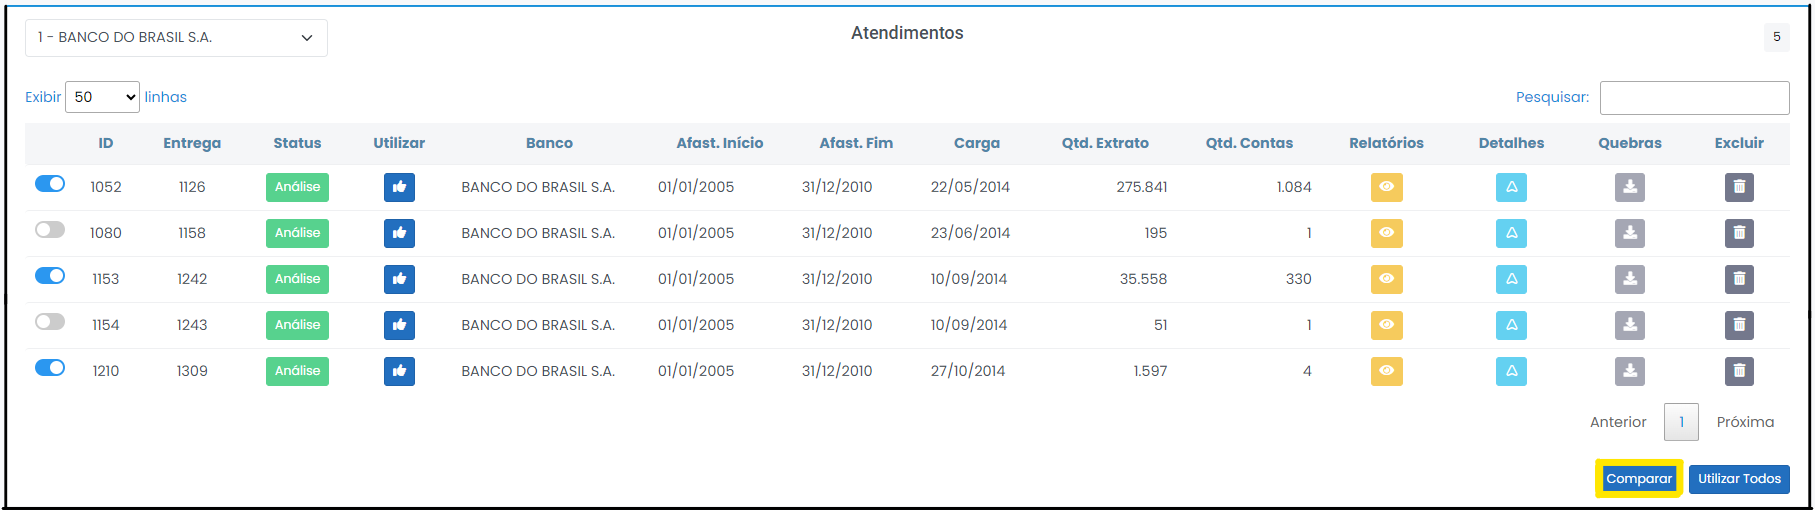 1 - BANCO DO BRASIL S.A.
Atendimentos
5
Exibir 50 linhas
Pesquisar:
ID Entrega Status Utilizar Banco Afast. Início Afast. Fim Carga Qtd. Extrato Qtd. Contas Relatórios Detalhes Quebras Excluir
1052 1126 Análise BANCO DO BRASIL S.A. 01/01/2005 31/12/2010 22/05/2014 275.841 1.084
1080 1158 Análise BANCO DO BRASIL S.A. 01/01/2005 31/12/2010 23/06/2014 195 1
1153 1242 Análise BANCO DO BRASIL S.A. 01/01/2005 31/12/2010 10/09/2014 35.558 330
1154 1243 Análise BANCO DO BRASIL S.A. 01/01/2005 31/12/2010 10/09/2014 51 1
1210 1309 Análise BANCO DO BRASIL S.A. 01/01/2005 31/12/2010 27/10/2014 1.597 4
Anterior 1 Próxima
Comparar Utilizar Todos